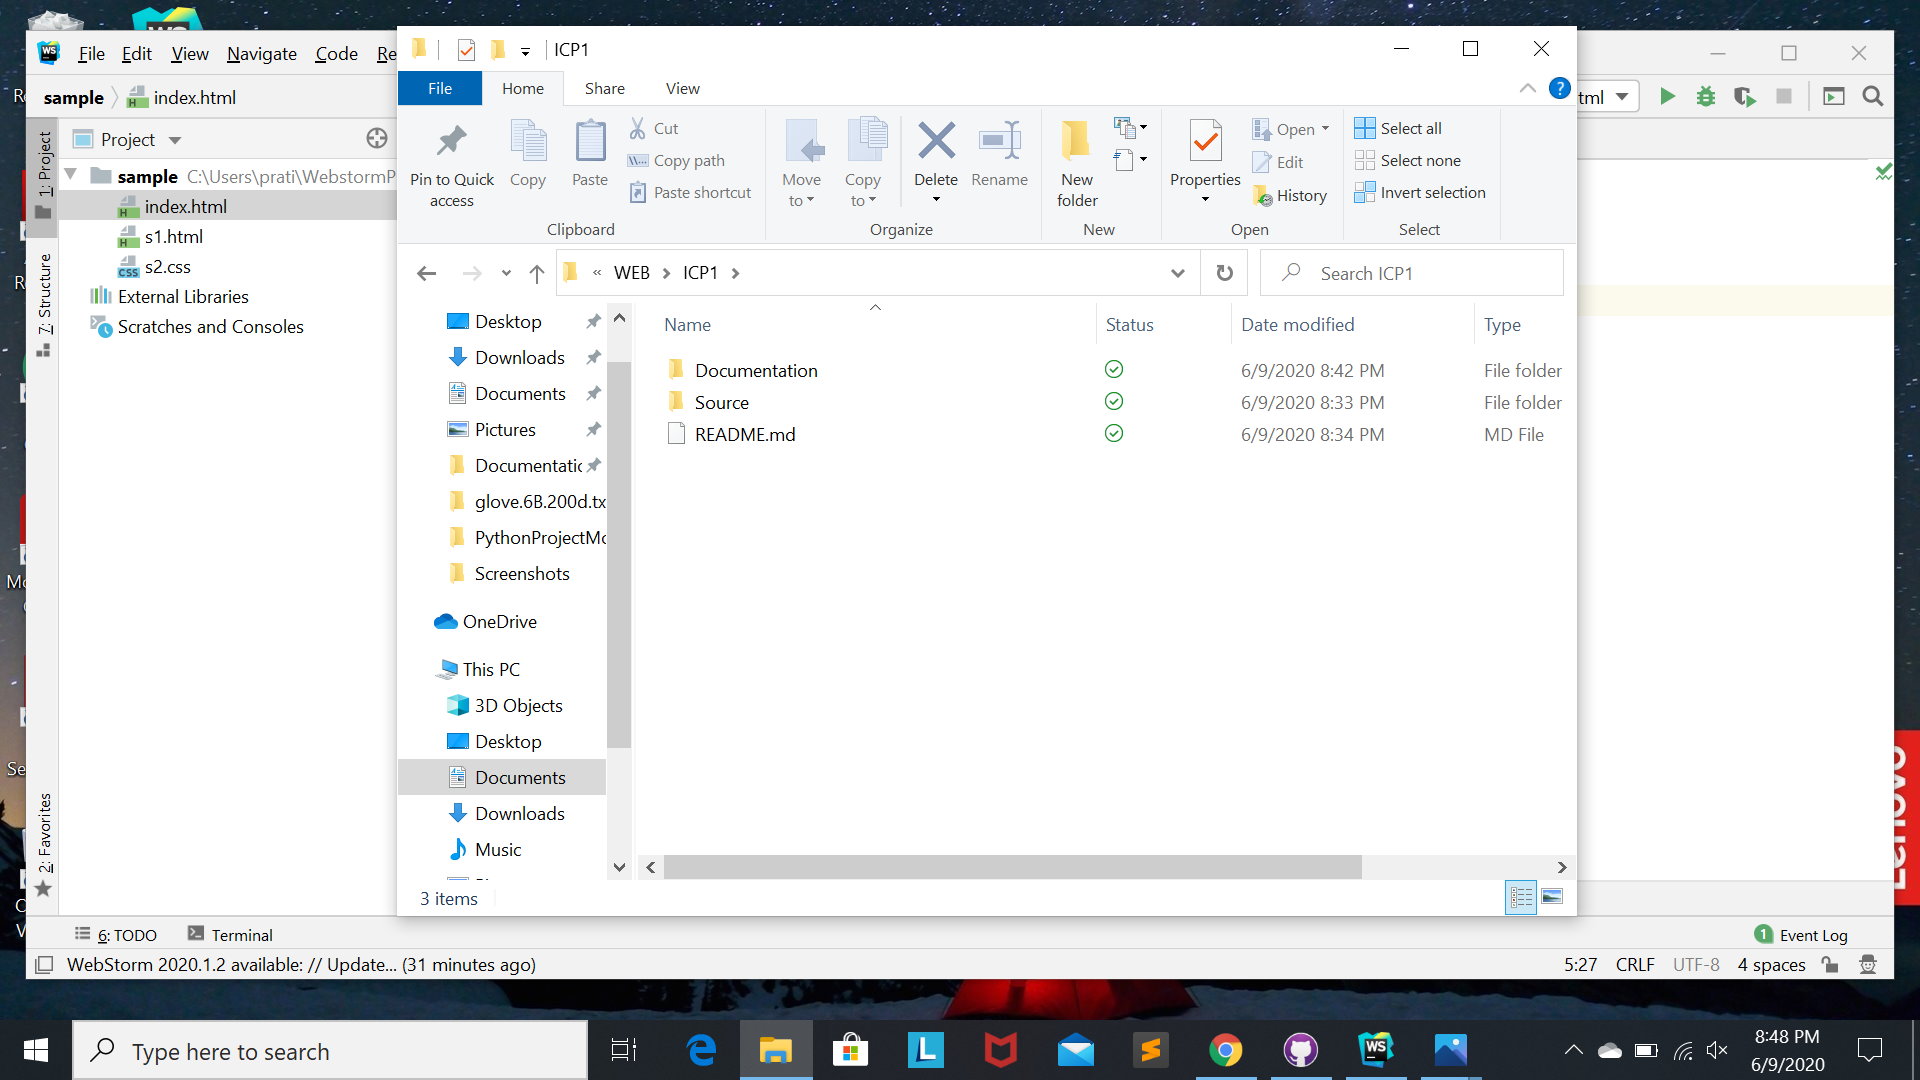 ICP1
File Edit View Navigate Code Re
File Home Share View
sample index.html
tml
Project
1: Project
7: Structure
2: Favorites
sample C:\Users\prati\WebstormP
index.html
s1.html
s2.css
External Libraries
Scratches and Consoles
Pin to Quick access
Copy
Paste
Cut
Copy path
Paste shortcut
Clipboard
Move to
Copy to
Delete
Rename
Organize
New folder
New
Properties
Open
Edit
History
Open
Select all
Select none
Invert selection
Select
« WEB ICP1
Search ICP1
Desktop
Downloads
Documents
Pictures
Documentatic
glove.6B.200d.tx
PythonProjectMo
Screenshots
OneDrive
This PC
3D Objects
Desktop
Documents
Downloads
Music
Name Status Date modified Type
Documentation 6/9/2020 8:42 PM File folder
Source 6/9/2020 8:33 PM File folder
README.md 6/9/2020 8:34 PM MD File
3 items
6: TODO Terminal
1 Event Log
WebStorm 2020.1.2 available: // Update... (31 minutes ago)
5:27 CRLF UTF-8 4 spaces
Lenovo
Type here to search
8:48 PM
6/9/2020